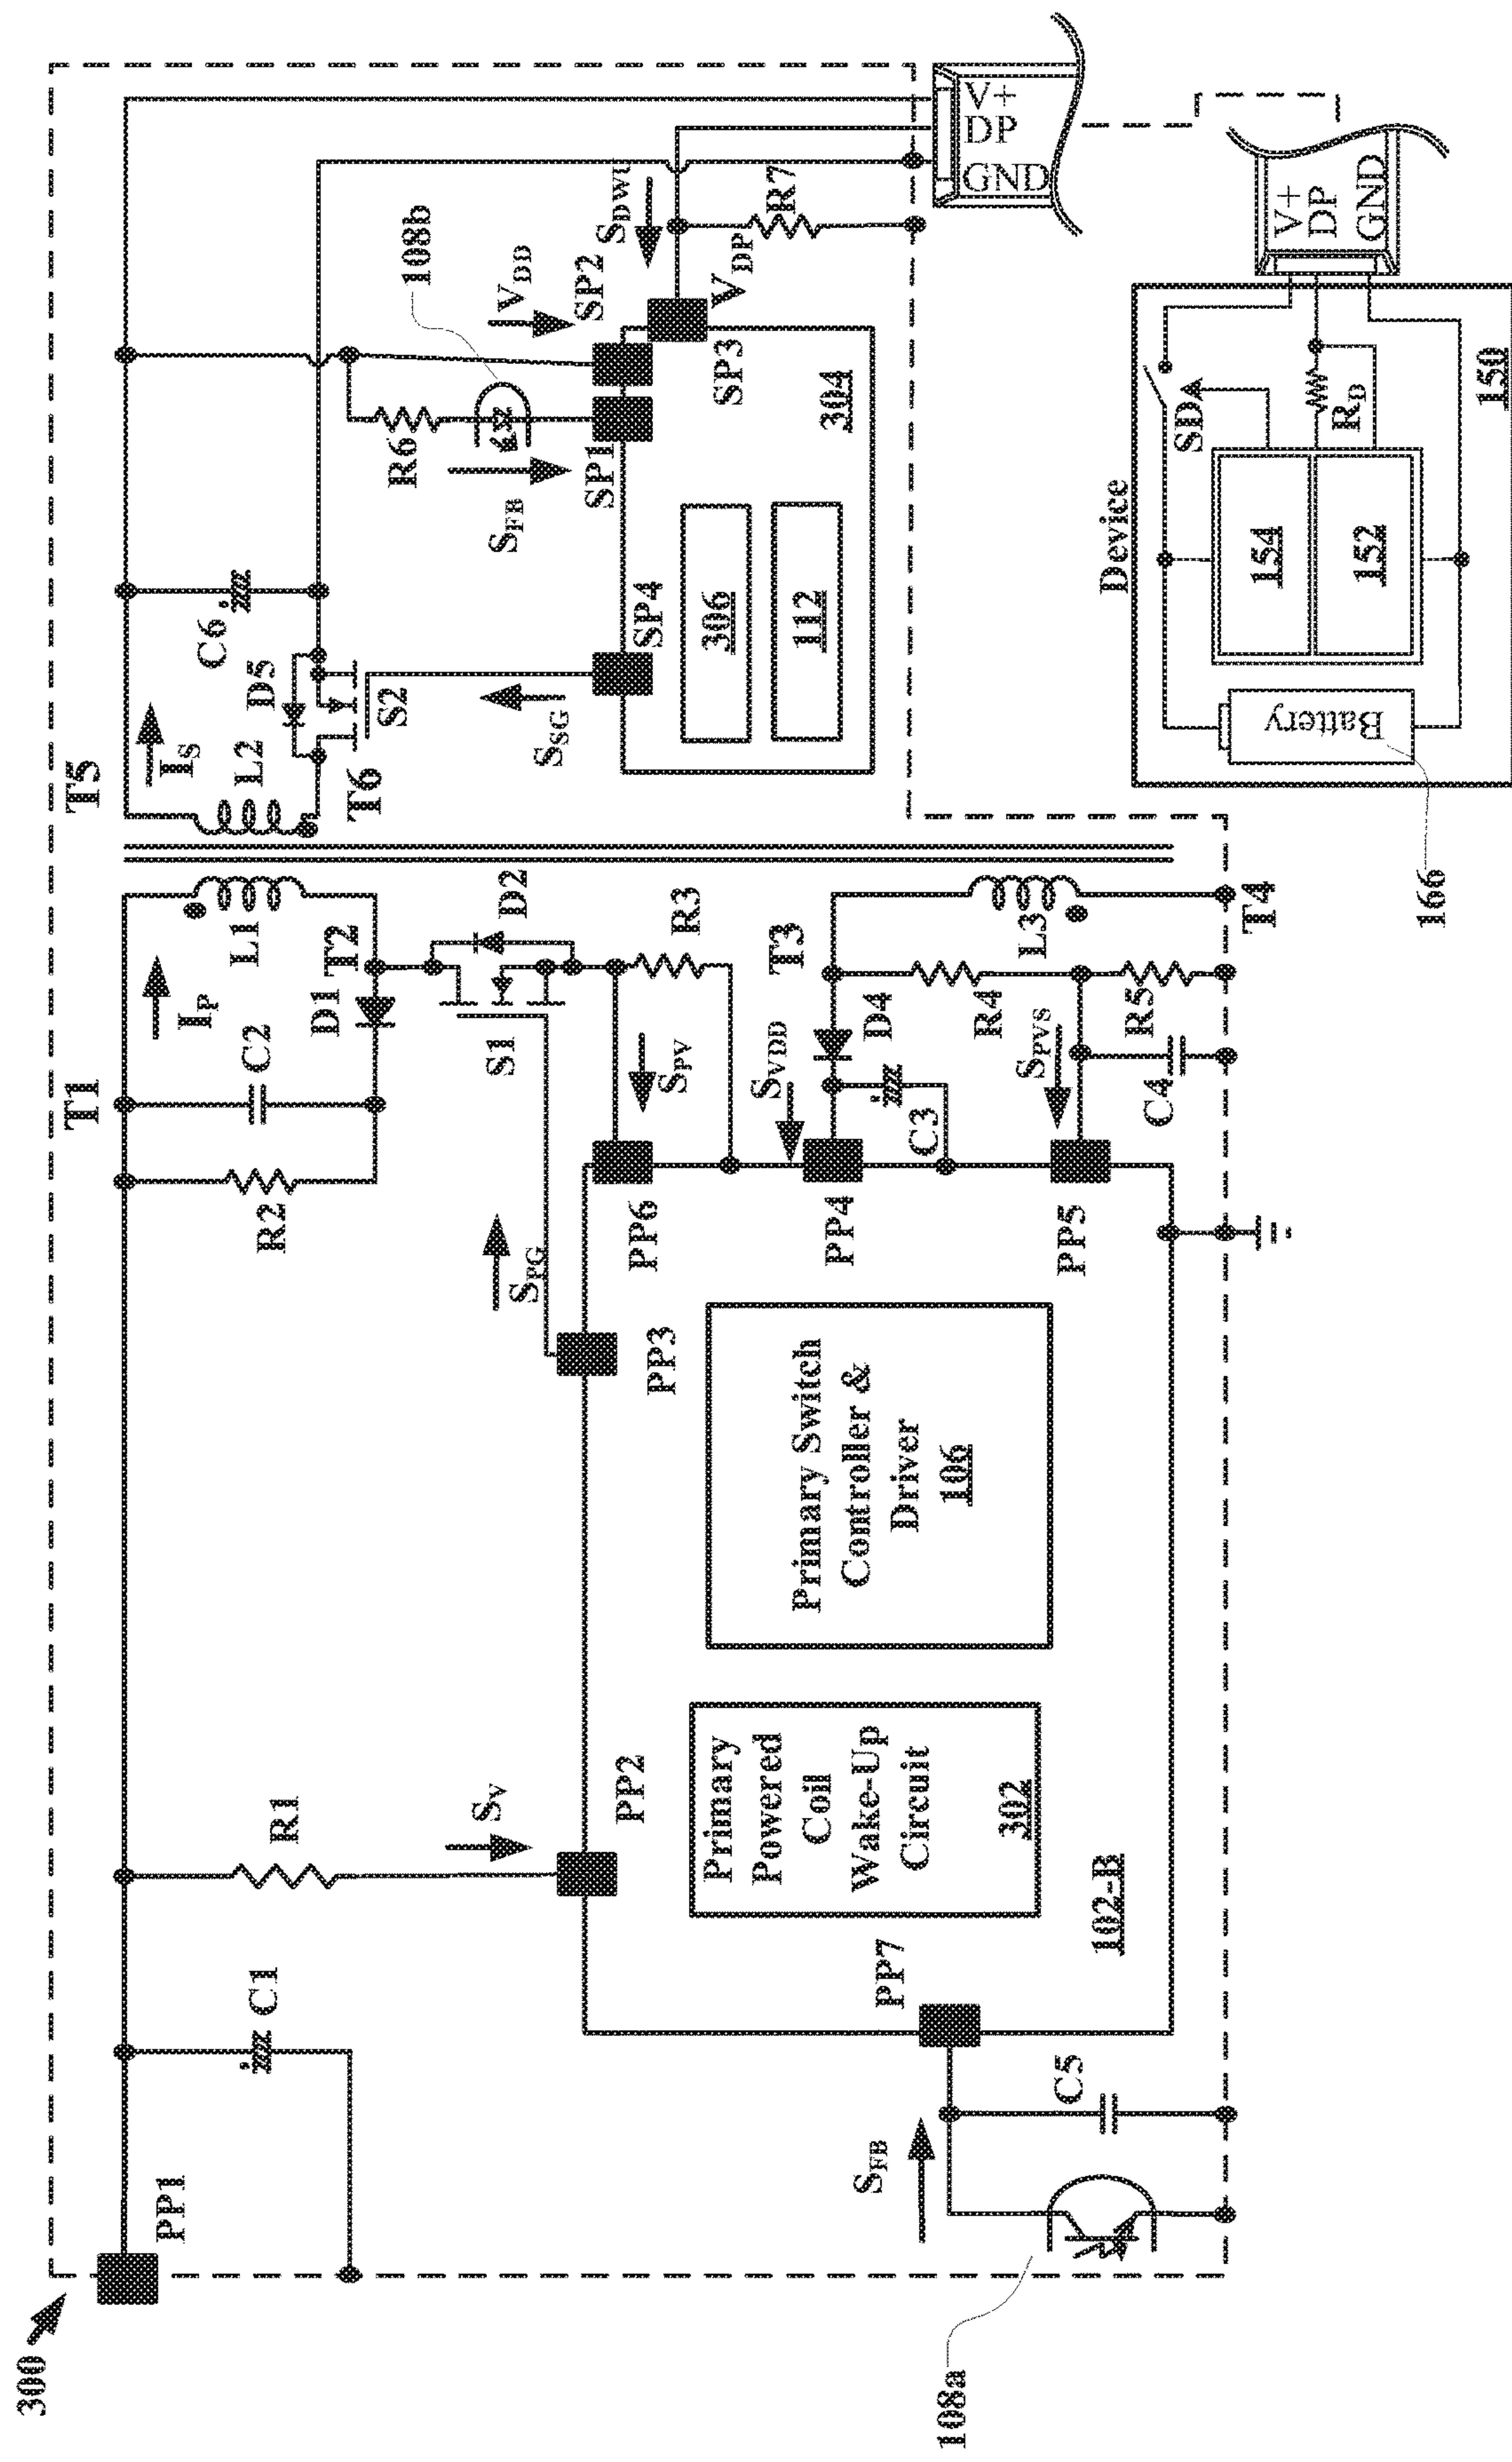 300
PP1
C1
R1
S_V
PP2
T1
R2
C2
I_P
D1
L1
T2
S1
D2
S_PG
PP3
PP6
S_PV
R3
S_VDD
PP4
D4
T3
C3
R4
L3
S_PVS
PP5
R5
C4
T4
Primary
Powered
Coil
Wake-Up
Circuit
302
Primary Switch
Controller &
Driver
106
102-B
PP7
S_FB
C5
108a
T5
I_S
L2
T6
D5
C6
S2
S_SG
SP4
R6
S_FB
SP1
108b
V_DD
SP2
S_DWU
SP3
V_DP
R7
306
112
304
V+
DP
GND
V+
DP
GND
Device
SD
R_D
154
152
Battery
150
166